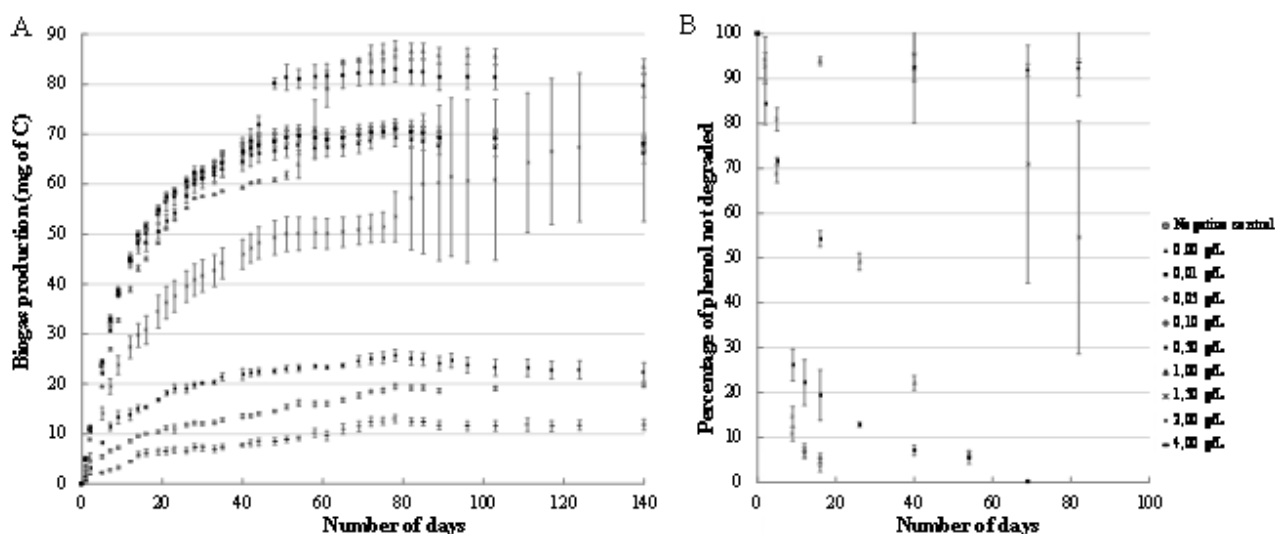 A
Biogas production (mg of C)
90
80
70
60
50
40
30
20
10
0
0 20 40 60 80 103 120 140
Number of days
B
Percentage of phenol not degraded
100
90
80
70
60
50
40
30
20
10
0
0 20 40 60 80 100
Number of days
Negative control
0,00 g/L
0,01 g/L
0,05 g/L
0,10 g/L
0,50 g/L
1,00 g/L
1,50 g/L
2,00 g/L
4,00 g/L